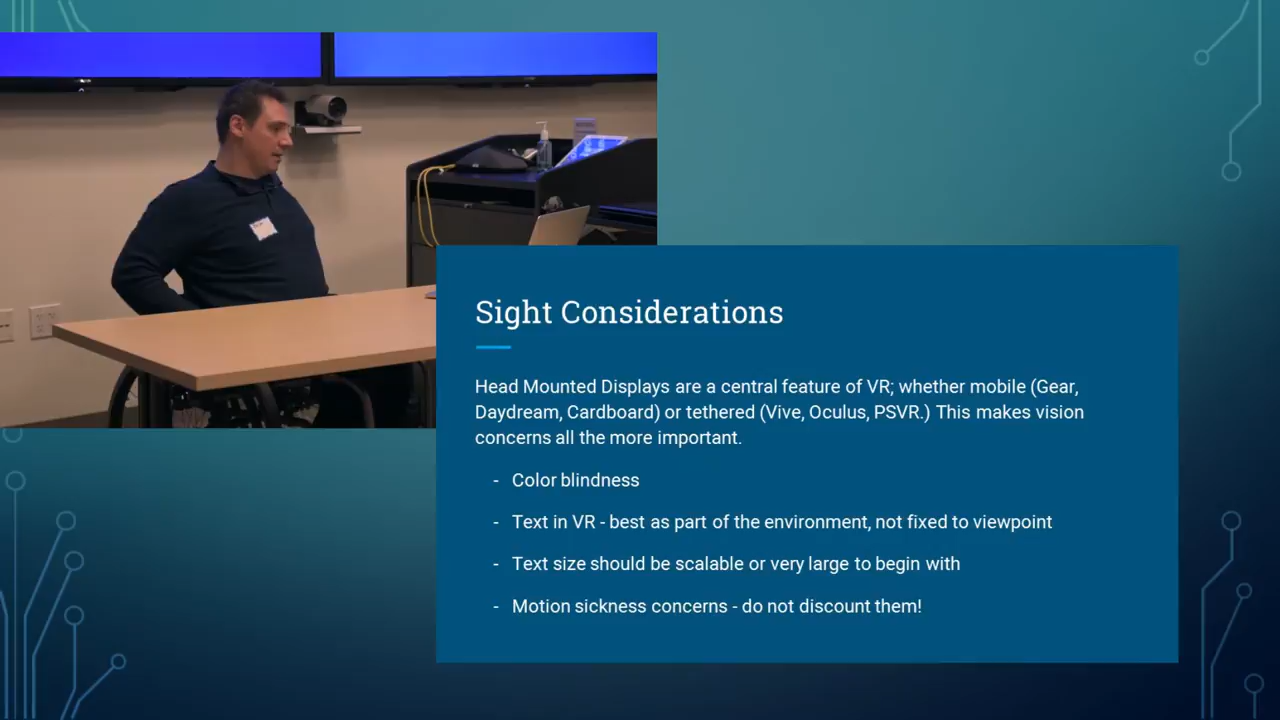 Sight Considerations
Head Mounted Displays are a central feature of VR; whether mobile (Gear,
Daydream, Cardboard) or tethered (Vive, Oculus, PSVR.) This makes vision
concerns all the more important.
- Color blindness
- Text in VR - best as part of the environment, not fixed to viewpoint
- Text size should be scalable or very large to begin with
- Motion sickness concerns - do not discount them!